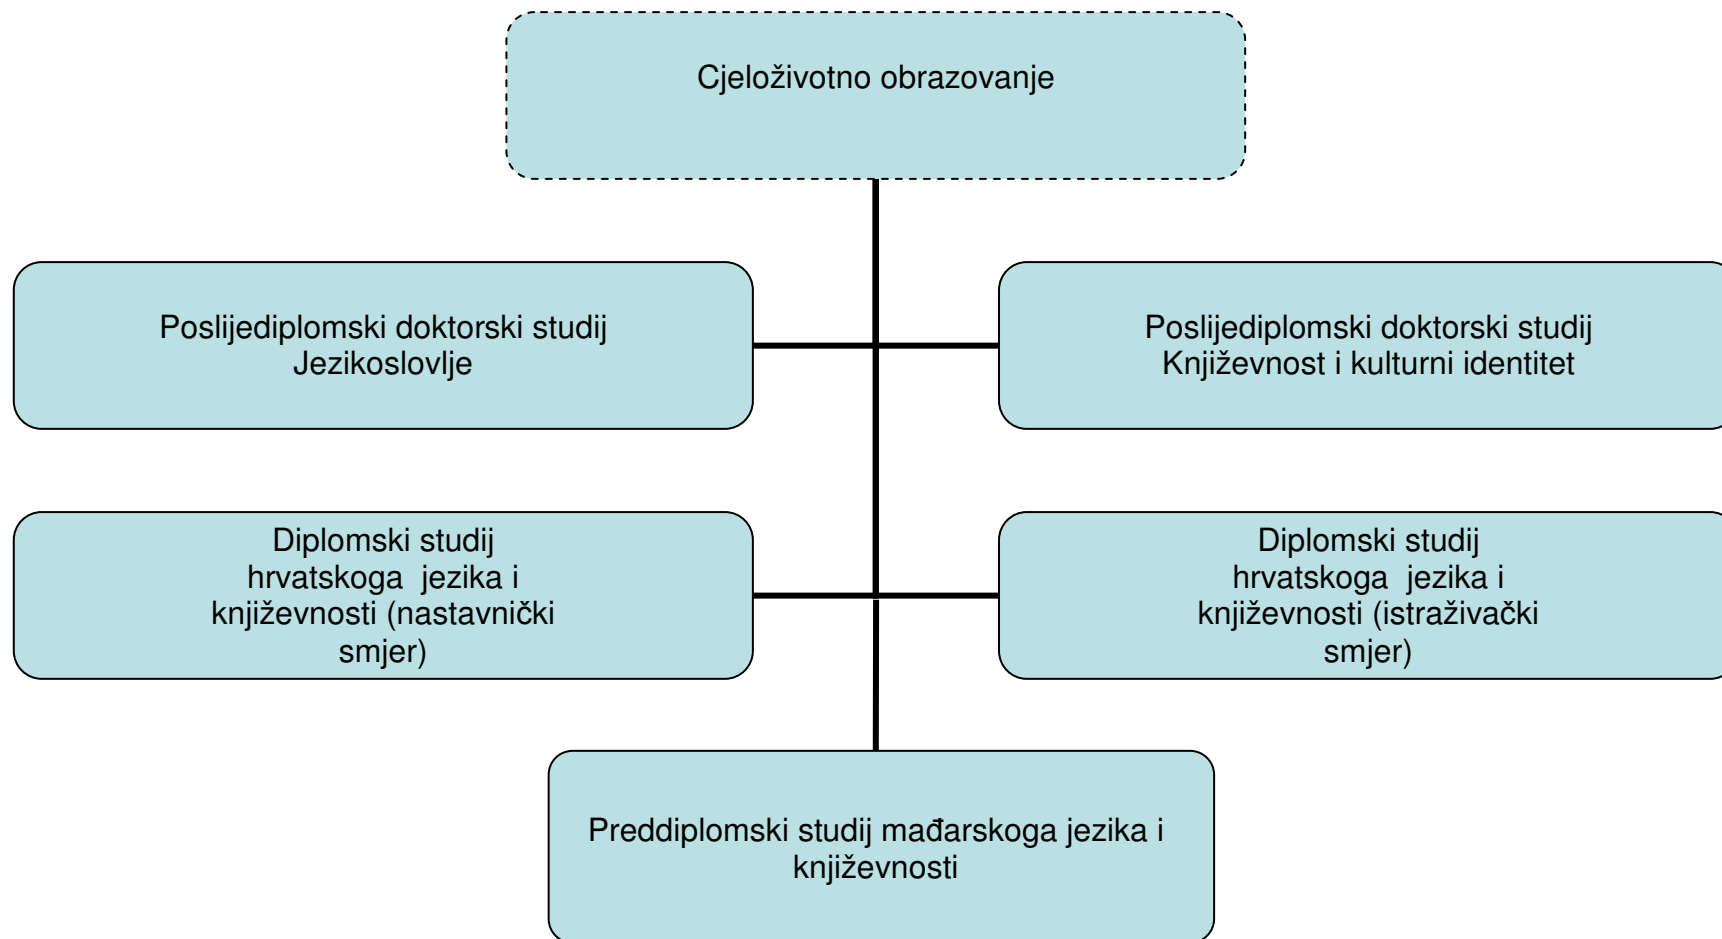 Cjeloživotno obrazovanje
Poslijediplomski doktorski studij
Jezikoslovlje
Poslijediplomski doktorski studij
Književnost i kulturni identitet
Diplomski studij
hrvatskoga  jezika i
književnosti (nastavnički
smjer)
Diplomski studij
hrvatskoga  jezika i
književnosti (istraživački
smjer)
Preddiplomski studij mađarskoga jezika i
književnosti